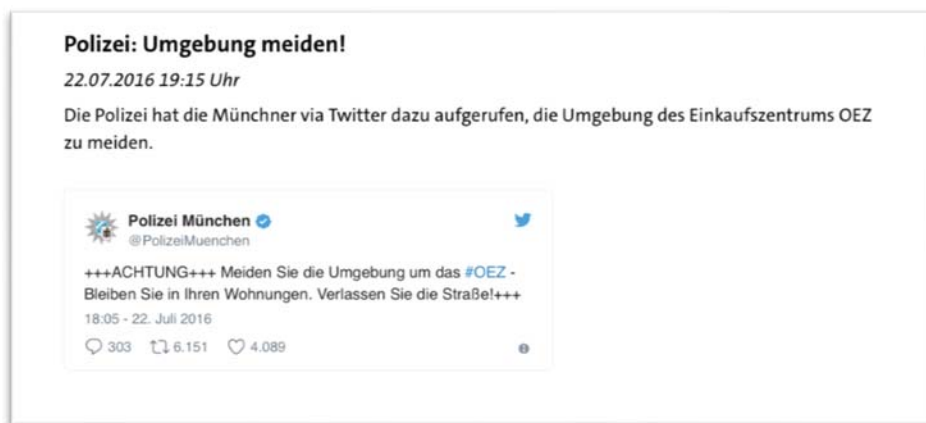 Polizei: Umgebung meiden!
22.07.2016 19:15 Uhr
Die Polizei hat die Münchner via Twitter dazu aufgerufen, die Umgebung des Einkaufszentrums OEZ
zu meiden.
Polizei München
@PolizeiMuenchen
+++ACHTUNG+++ Meiden Sie die Umgebung um das #OEZ -
Bleiben Sie in Ihren Wohnungen. Verlassen Sie die Straße!+++
18:05 - 22. Juli 2016
303 6.151 4.089